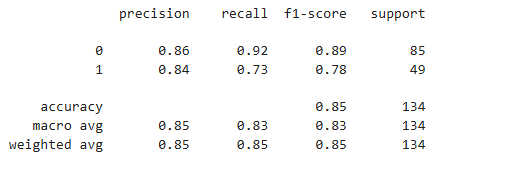 precision recall f1-score support
0 0.86 0.92 0.89 85
1 0.84 0.73 0.78 49
accuracy 0.85 134
macro avg 0.85 0.83 0.83 134
weighted avg 0.85 0.85 0.85 134